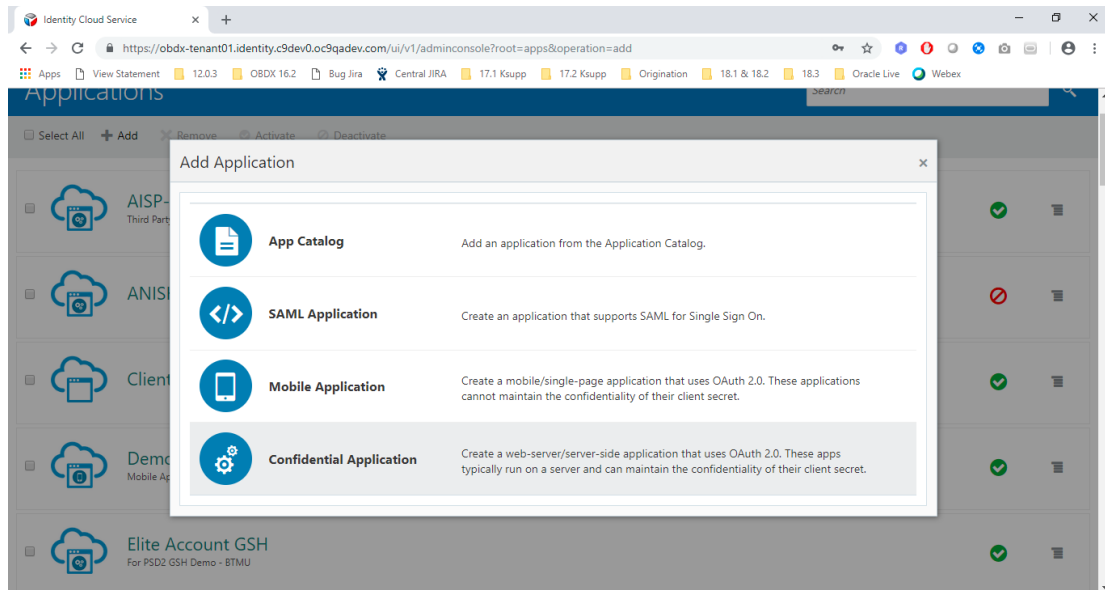 Identity Cloud Service
https://obdx-tenant01.identity.c9dev0.oc9qadev.com/ui/v1/adminconsole?root=apps&operation=add
Apps View Statement 12.0.3 OBDX 16.2 Bug Jira Central JIRA 17.1 Ksupp 17.2 Ksupp Origination 18.1 & 18.2 18.3 Oracle Live Webex
Applications
Search
Select All Add Remove Activate Deactivate
Add Application
AISP-
Third Part
App Catalog
Add an application from the Application Catalog.
ANISH
SAML Application
Create an application that supports SAML for Single Sign On.
Client
Mobile Application
Create a mobile/single-page application that uses OAuth 2.0. These applications
cannot maintain the confidentiality of their client secret.
Demo
Mobile Ap
Confidential Application
Create a web-server/server-side application that uses OAuth 2.0. These apps
typically run on a server and can maintain the confidentiality of their client secret.
Elite Account GSH
For PSD2 GSH Demo - BTMU